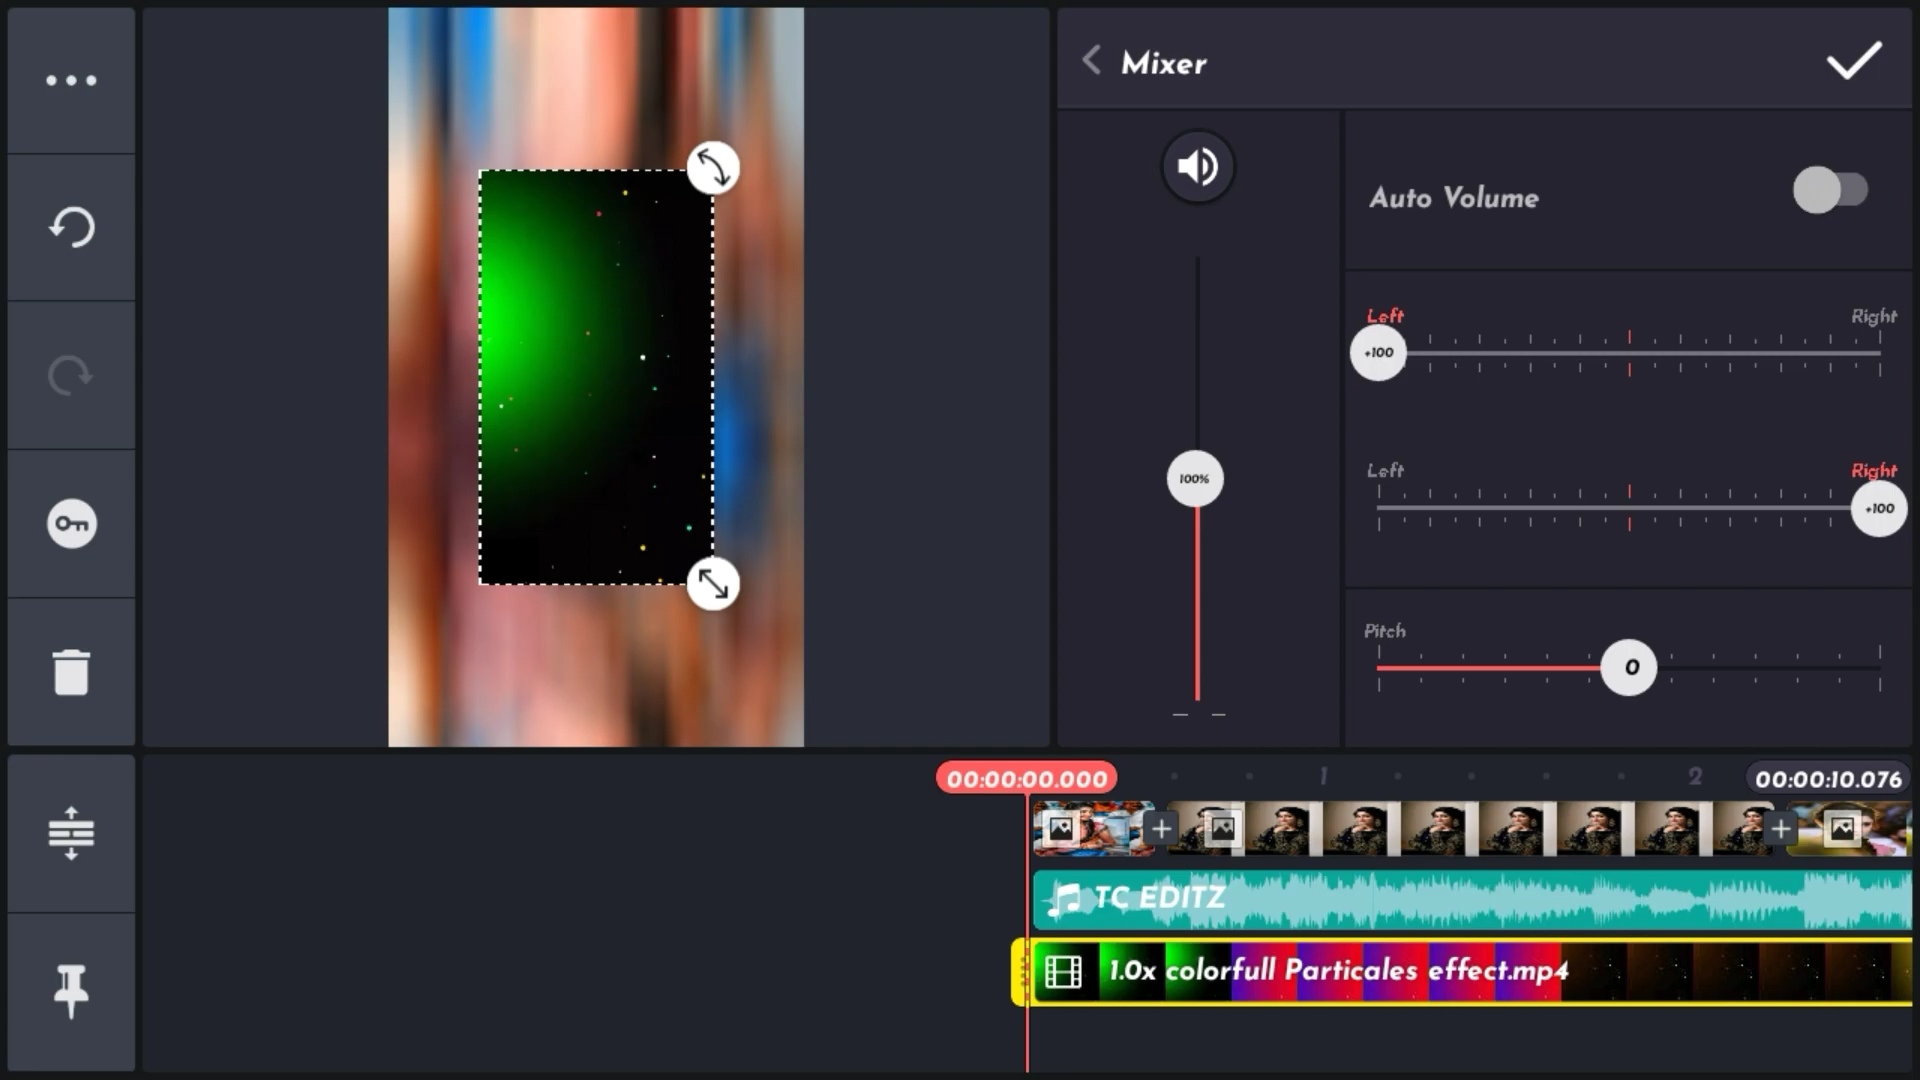 Mixer
Auto Volume
Left
Right
+100
100%
Left
Right
+100
Pitch
0
00:00:00.000
1
2
00:00:10.076
TC EDITZ
1.0x colorfull Particales effect.mp4